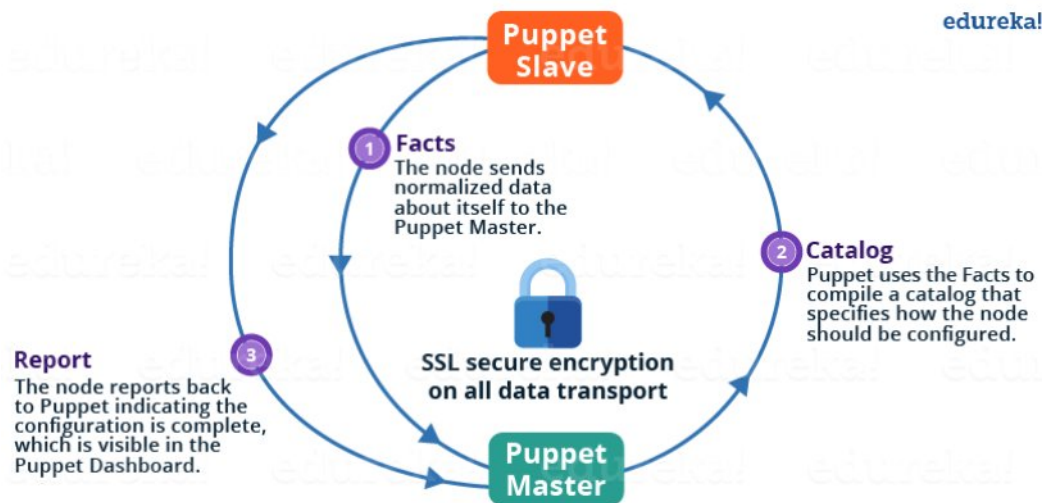 edureka!
Puppet
Slave
1
Facts
The node sends
normalized data
about itself to the
Puppet Master.
2
Catalog
Puppet uses the Facts to
compile a catalog that
specifies how the node
should be configured.
SSL secure encryption
on all data transport
3
Report
The node reports back
to Puppet indicating the
configuration is complete,
which is visible in the
Puppet Dashboard.
Puppet
Master